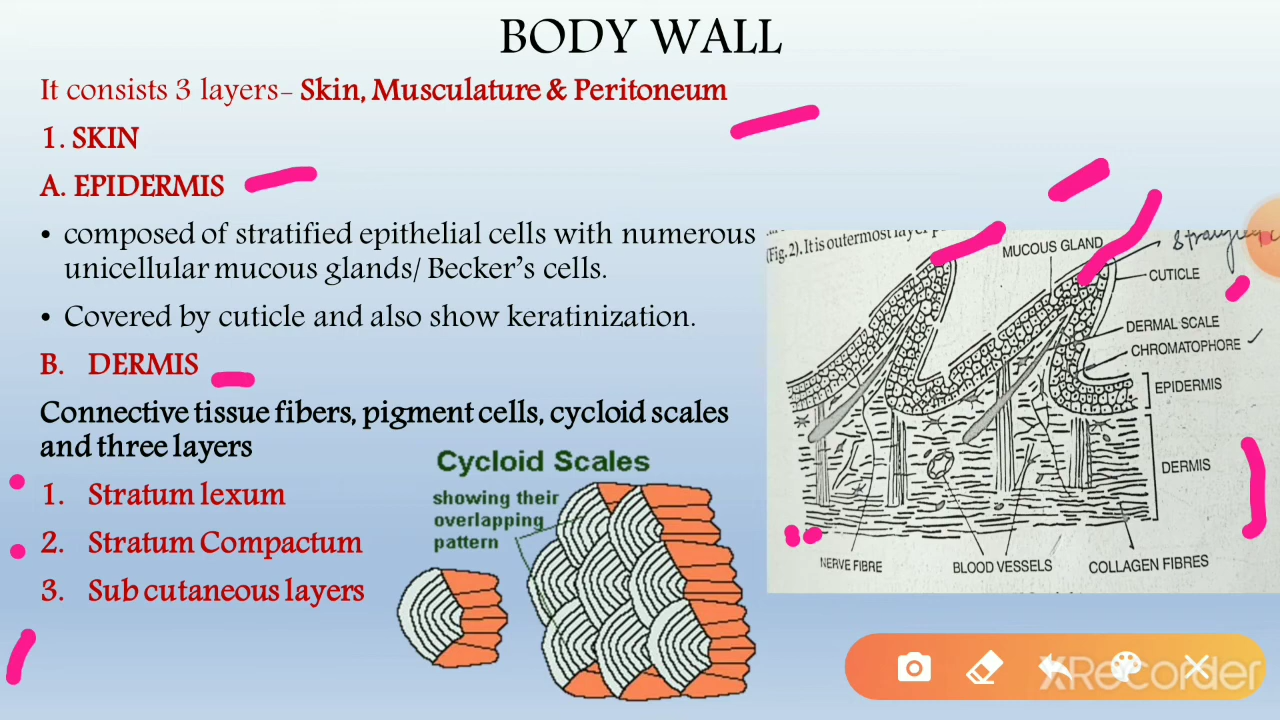 BODY WALL
It consists 3 layers- Skin, Musculature & Peritoneum
1. SKIN
A. EPIDERMIS
• composed of stratified epithelial cells with numerous
unicellular mucous glands/ Becker's cells.
• Covered by cuticle and also show keratinization.
B. DERMIS
Connective tissue fibers, pigment cells, cycloid scales
and three layers
1. Stratum lexum
2. Stratum Compactum
3. Sub cutaneous layers
Cycloid Scales
showing their
overlapping
pattern
(Fig. 2). It is outermost layer
MUCOUS GLAND
CUTICLE
DERMAL SCALE
CHROMATOPHORE
EPIDERMIS
DERMIS
NERVE FIBRE
BLOOD VESSELS
COLLAGEN FIBRES
XRecorder